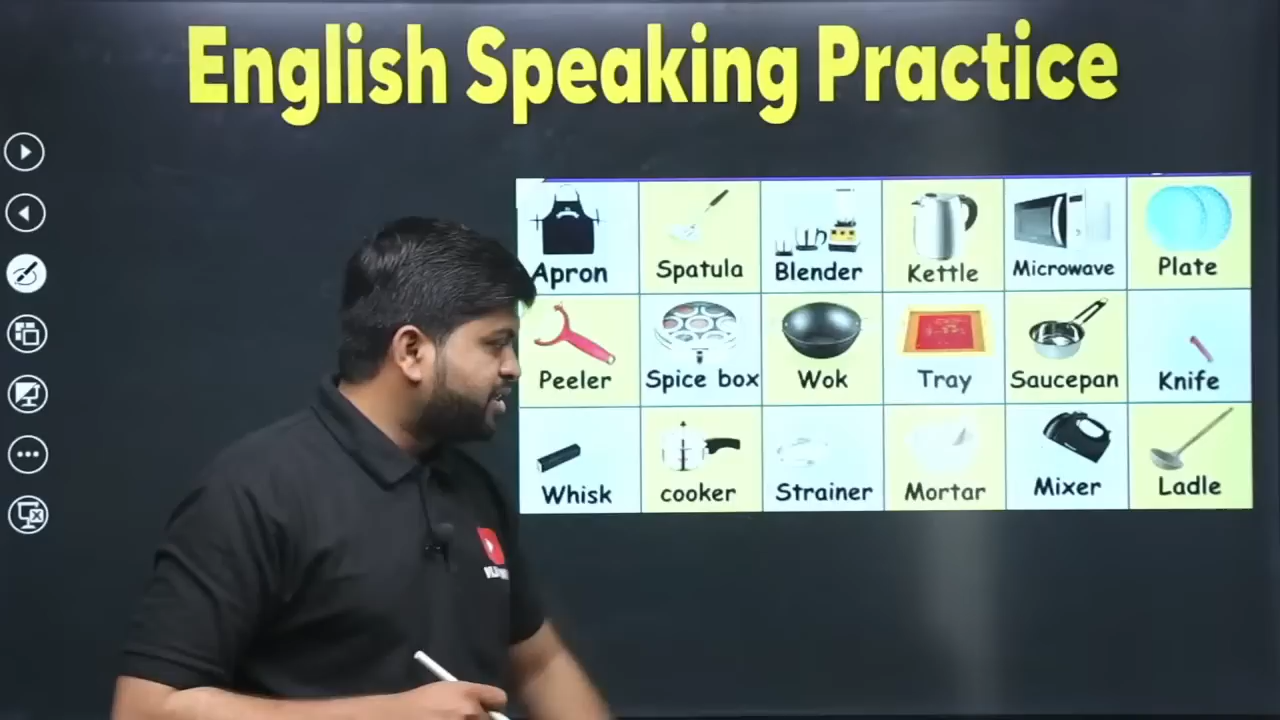 English Speaking Practice
Apron
Spatula
Blender
Kettle
Microwave
Plate
Peeler
Spice box
Wok
Tray
Saucepan
Knife
Whisk
cooker
Strainer
Mortar
Mixer
Ladle